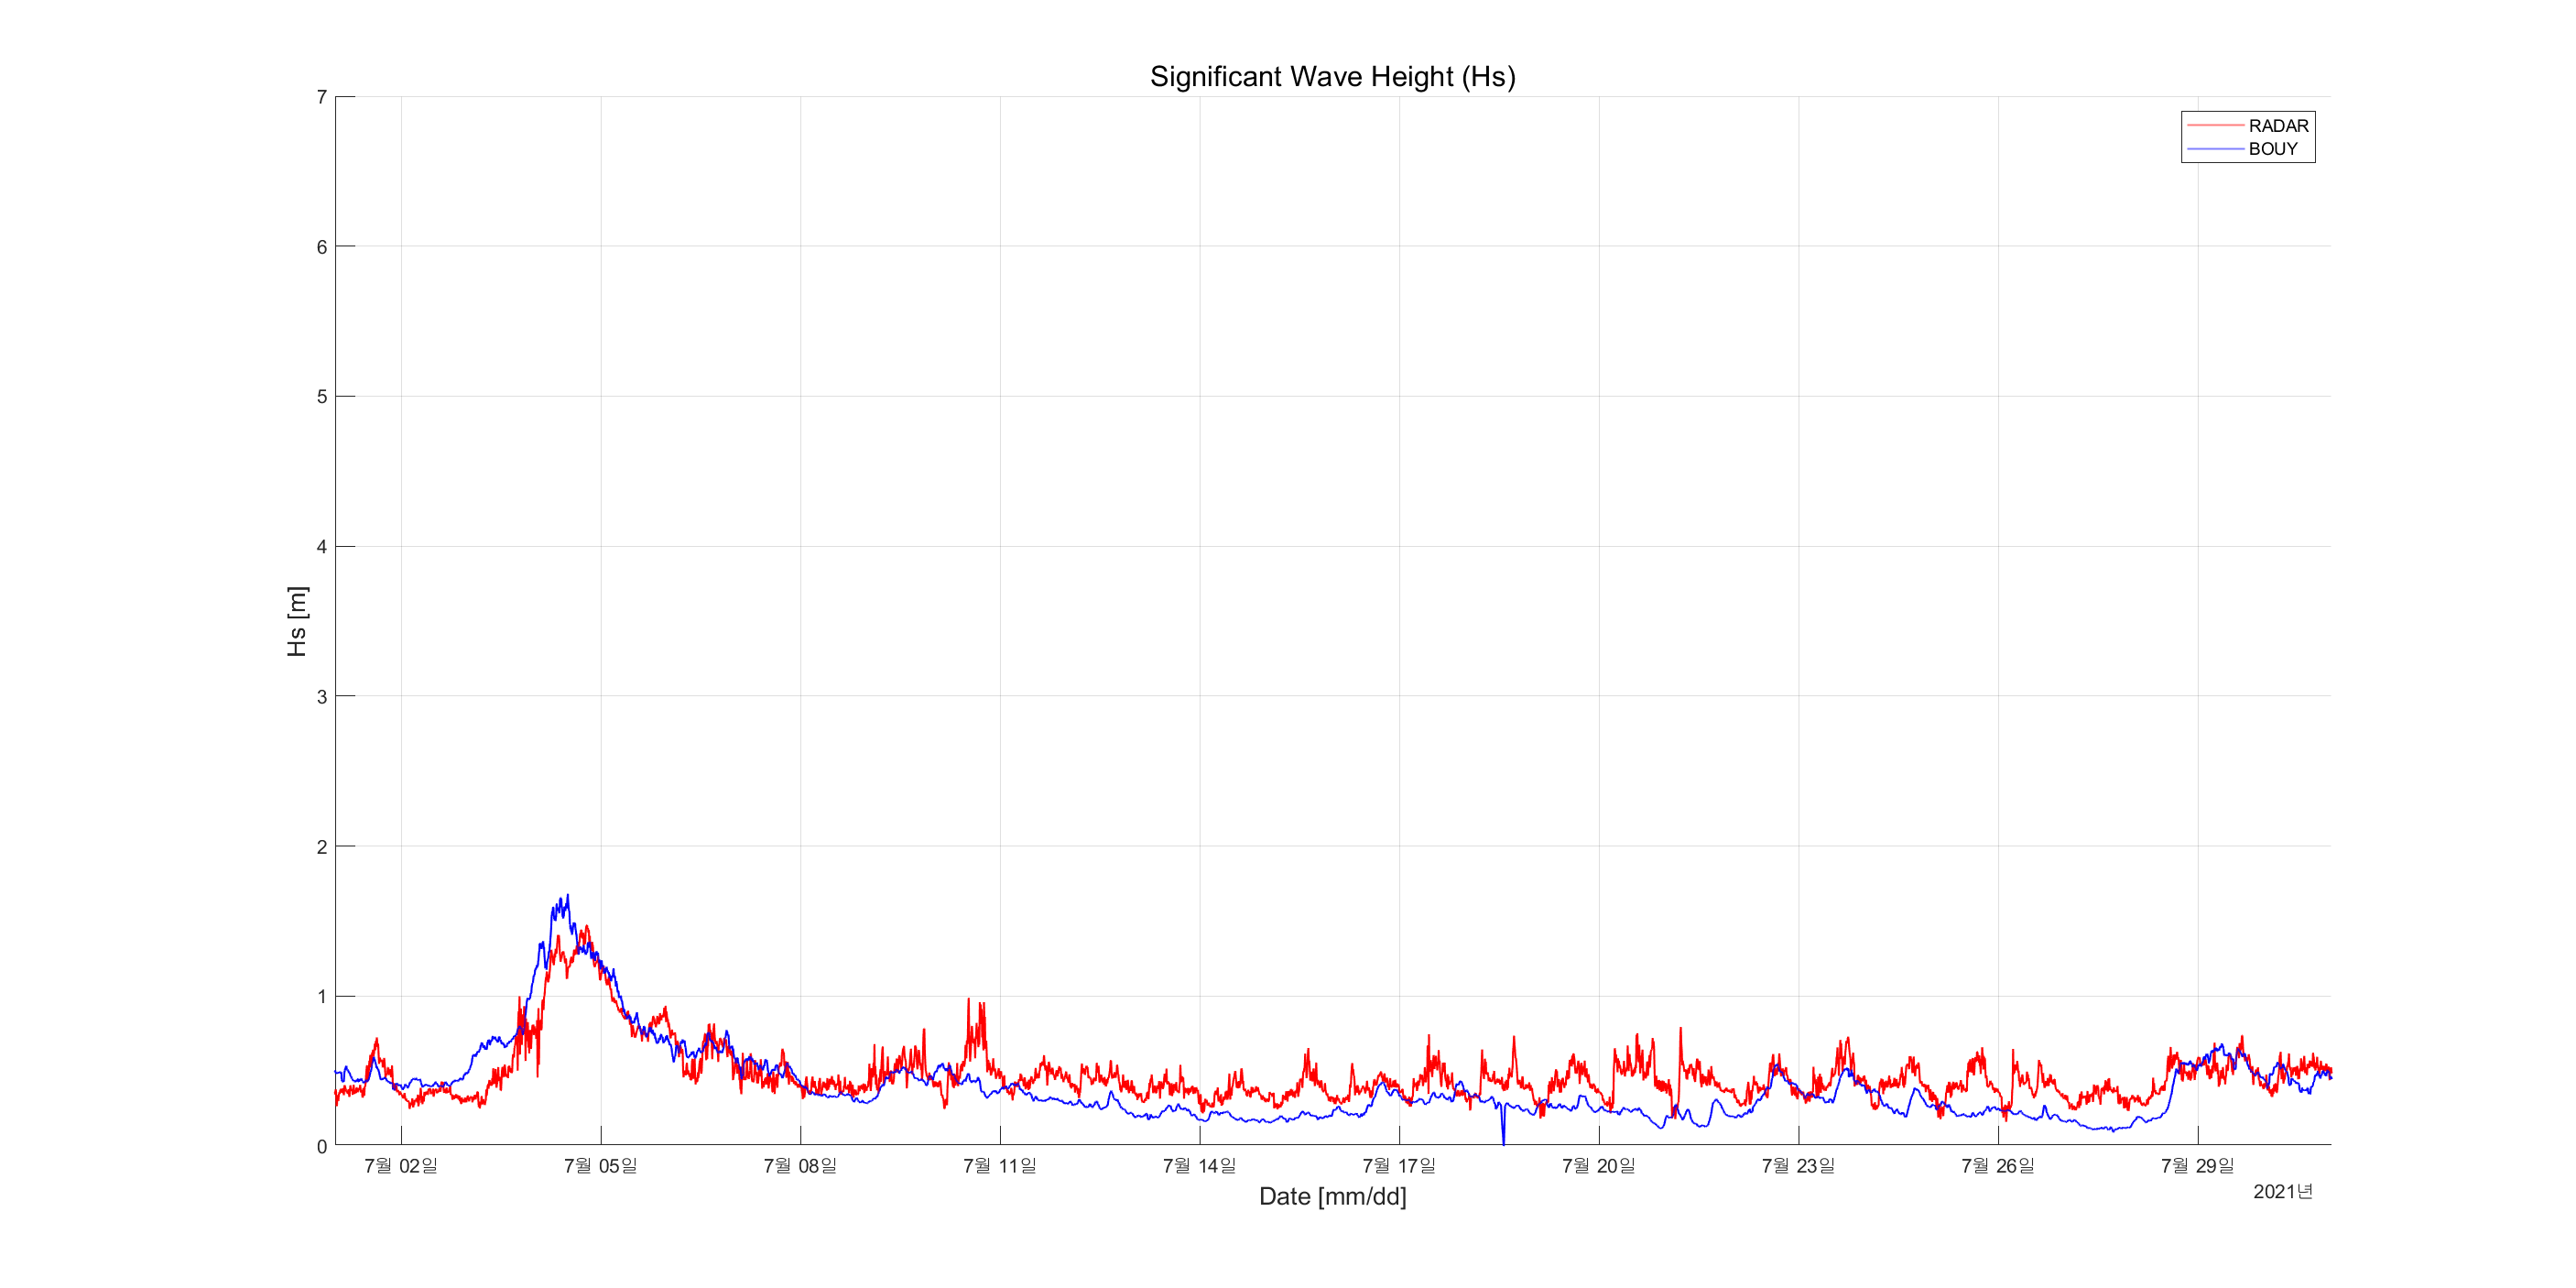 Significant Wave Height (Hs)
RADAR
BOUY
7
6
5
4
3
2
1
0
Hs [m]
7월 02일
7월 05일
7월 08일
7월 11일
7월 14일
7월 17일
7월 20일
7월 23일
7월 26일
7월 29일
2021년
Date [mm/dd]